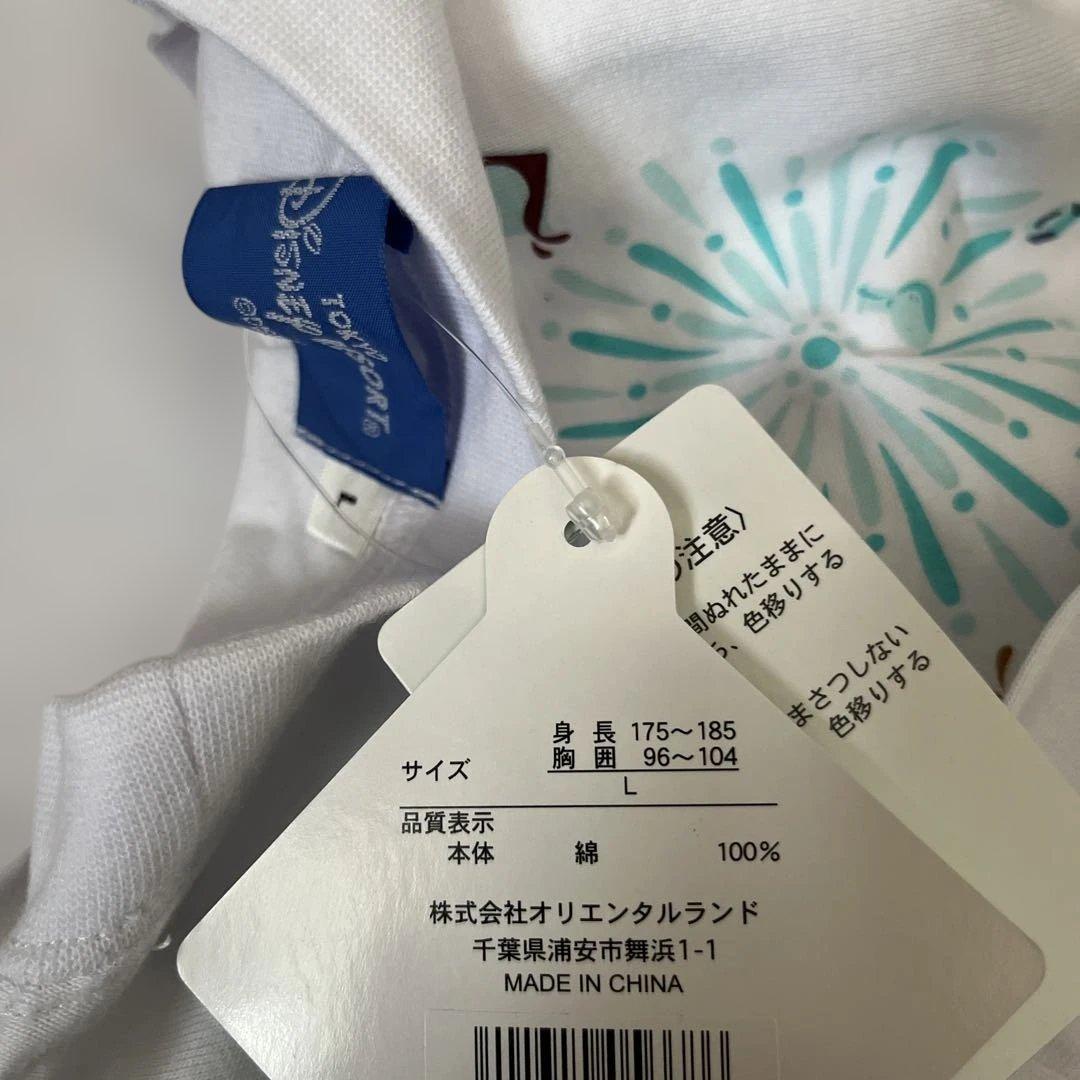 Disney
TOKYO
RESORT®
L
の注意〉
間ぬれたままに
色移りする
まさつしない
色移りする
身長 175～185
胸囲 96～104
サイズ
L
品質表示
本体 綿 100%
株式会社オリエンタルランド
千葉県浦安市舞浜1-1
MADE IN CHINA